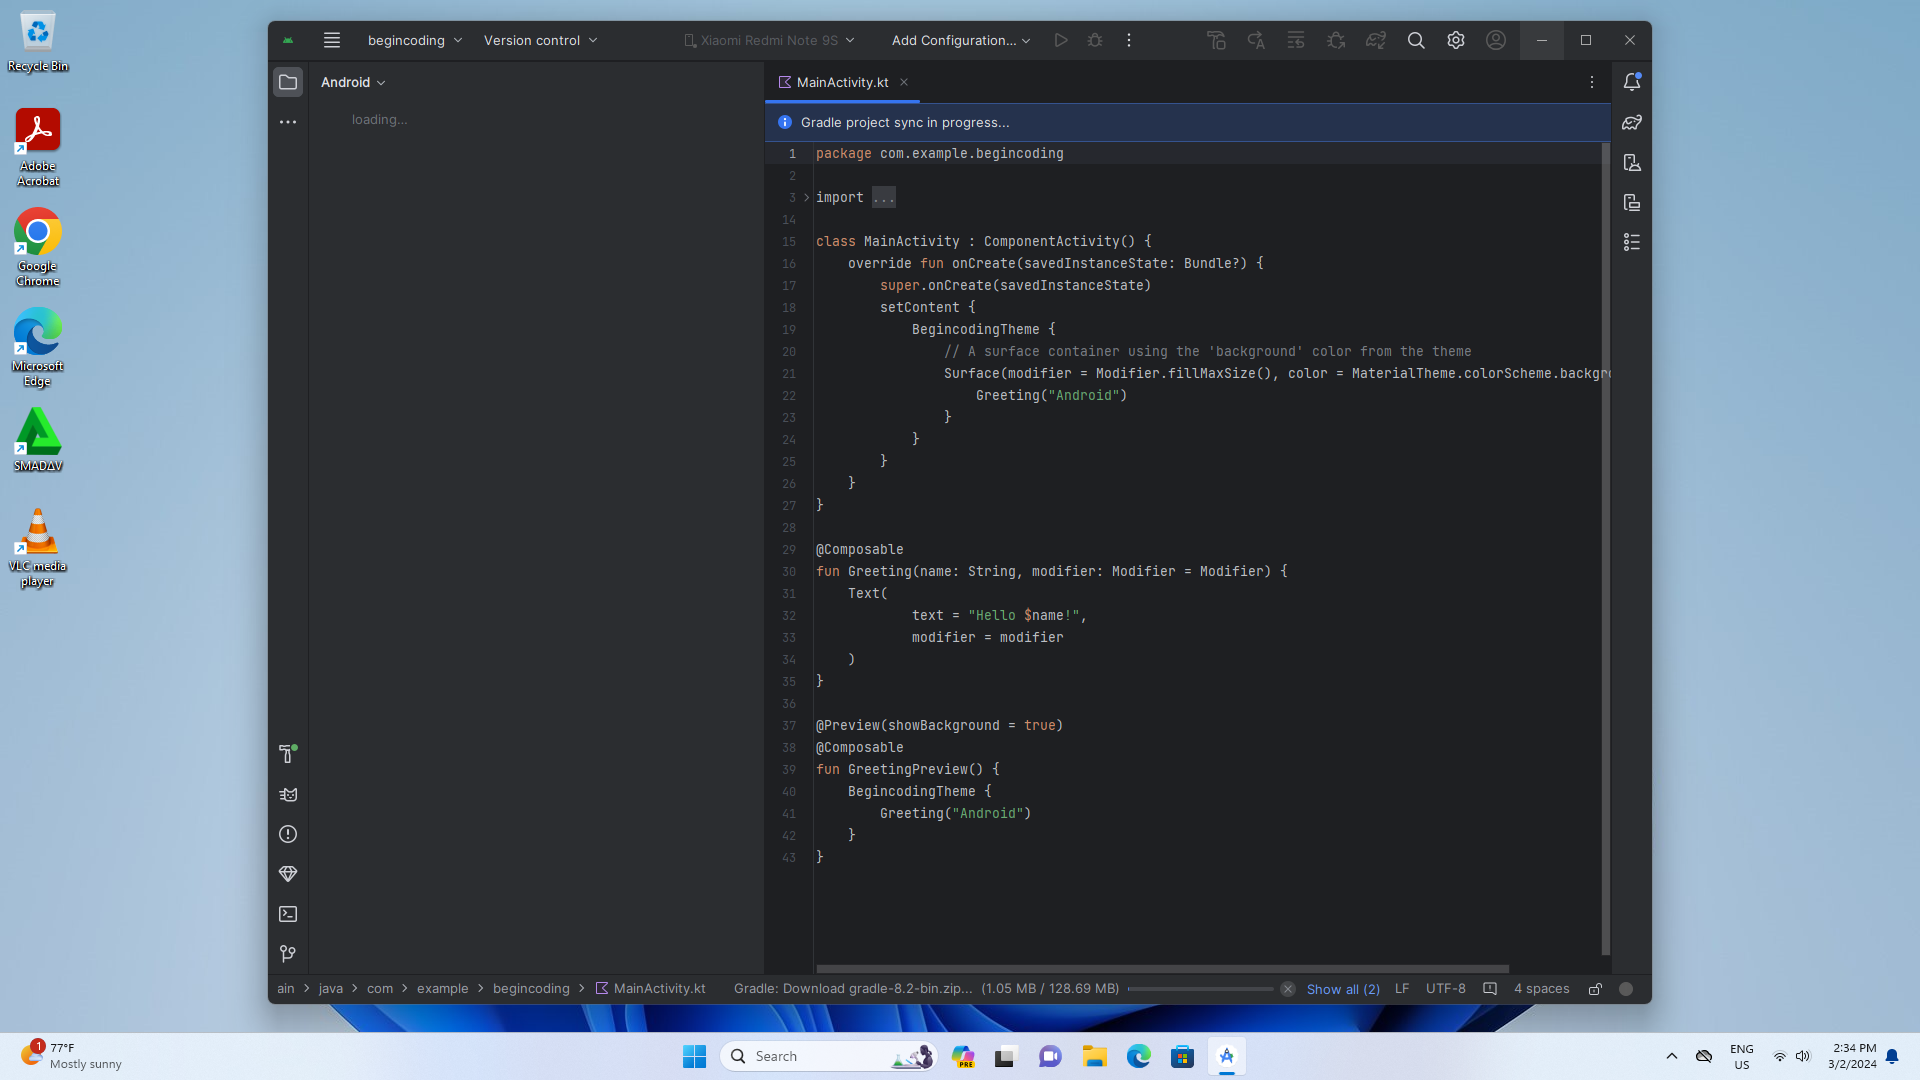 Recycle Bin
Adobe
Acrobat
Google
Chrome
Microsoft
Edge
SMADΔV
VLC media
player
begincoding
Version control
Xiaomi Redmi Note 9S
Add Configuration...
Android
loading...
MainActivity.kt
Gradle project sync in progress...
1 package com.example.begincoding
2
3 import ...
14
15 class MainActivity : ComponentActivity() {
16 override fun onCreate(savedInstanceState: Bundle?) {
17 super.onCreate(savedInstanceState)
18 setContent {
19 BegincodingTheme {
20 // A surface container using the 'background' color from the theme
21 Surface(modifier = Modifier.fillMaxSize(), color = MaterialTheme.colorScheme.backgro
22 Greeting("Android")
23 }
24 }
25 }
26 }
27 }
28
29 @Composable
30 fun Greeting(name: String, modifier: Modifier = Modifier) {
31 Text(
32 text = "Hello $name!",
33 modifier = modifier
34 )
35 }
36
37 @Preview(showBackground = true)
38 @Composable
39 fun GreetingPreview() {
40 BegincodingTheme {
41 Greeting("Android")
42 }
43 }
ain > java > com > example > begincoding > MainActivity.kt
Gradle: Download gradle-8.2-bin.zip... (1.05 MB / 128.69 MB)
Show all (2)
LF
UTF-8
4 spaces
1
77°F
Mostly sunny
Search
PRE
ENG
US
2:34 PM
3/2/2024